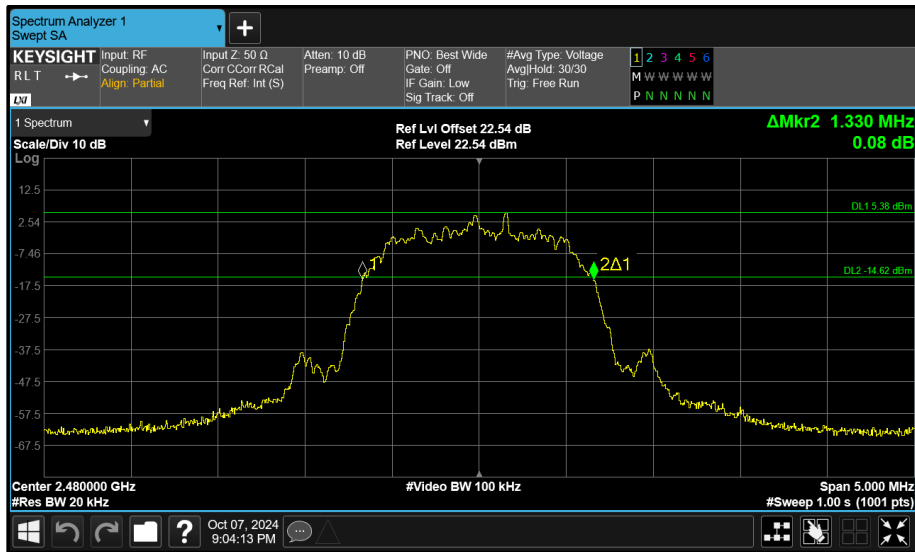 Spectrum Analyzer 1
Swept SA
KEYSIGHT
R L T
LXI
Input: RF
Coupling: AC
Align: Partial
Input Z: 50 Ω
Corr CCorr RCal
Freq Ref: Int (S)
Atten: 10 dB
Preamp: Off
PNO: Best Wide
Gate: Off
IF Gain: Low
Sig Track: Off
#Avg Type: Voltage
Avg|Hold: 30/30
Trig: Free Run
1 2 3 4 5 6
M W W W W W
P N N N N N
1 Spectrum
Scale/Div 10 dB
Log
Ref Lvl Offset 22.54 dB
Ref Level 22.54 dBm
ΔMkr2 1.330 MHz
0.08 dB
12.5
DL1 5.38 dBm
2.54
-7.46
1
2Δ1
DL2 -14.62 dBm
-17.5
-27.5
-37.5
-47.5
-57.5
-67.5
Center 2.480000 GHz
#Video BW 100 kHz
Span 5.000 MHz
#Res BW 20 kHz
#Sweep 1.00 s (1001 pts)
?
Oct 07, 2024
9:04:13 PM